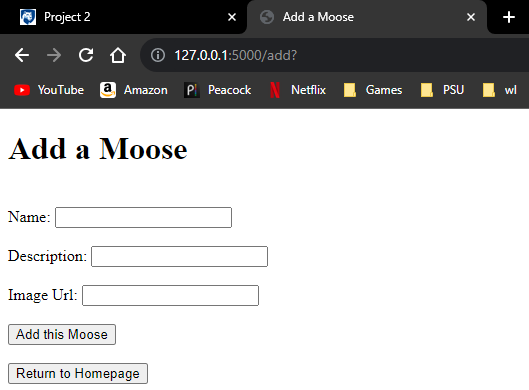 Project 2 Add a Moose
127.0.0.1:5000/add?
YouTube Amazon Peacock Netflix Games PSU wl
Add a Moose
Name:
Description:
Image Url:
Add this Moose
Return to Homepage